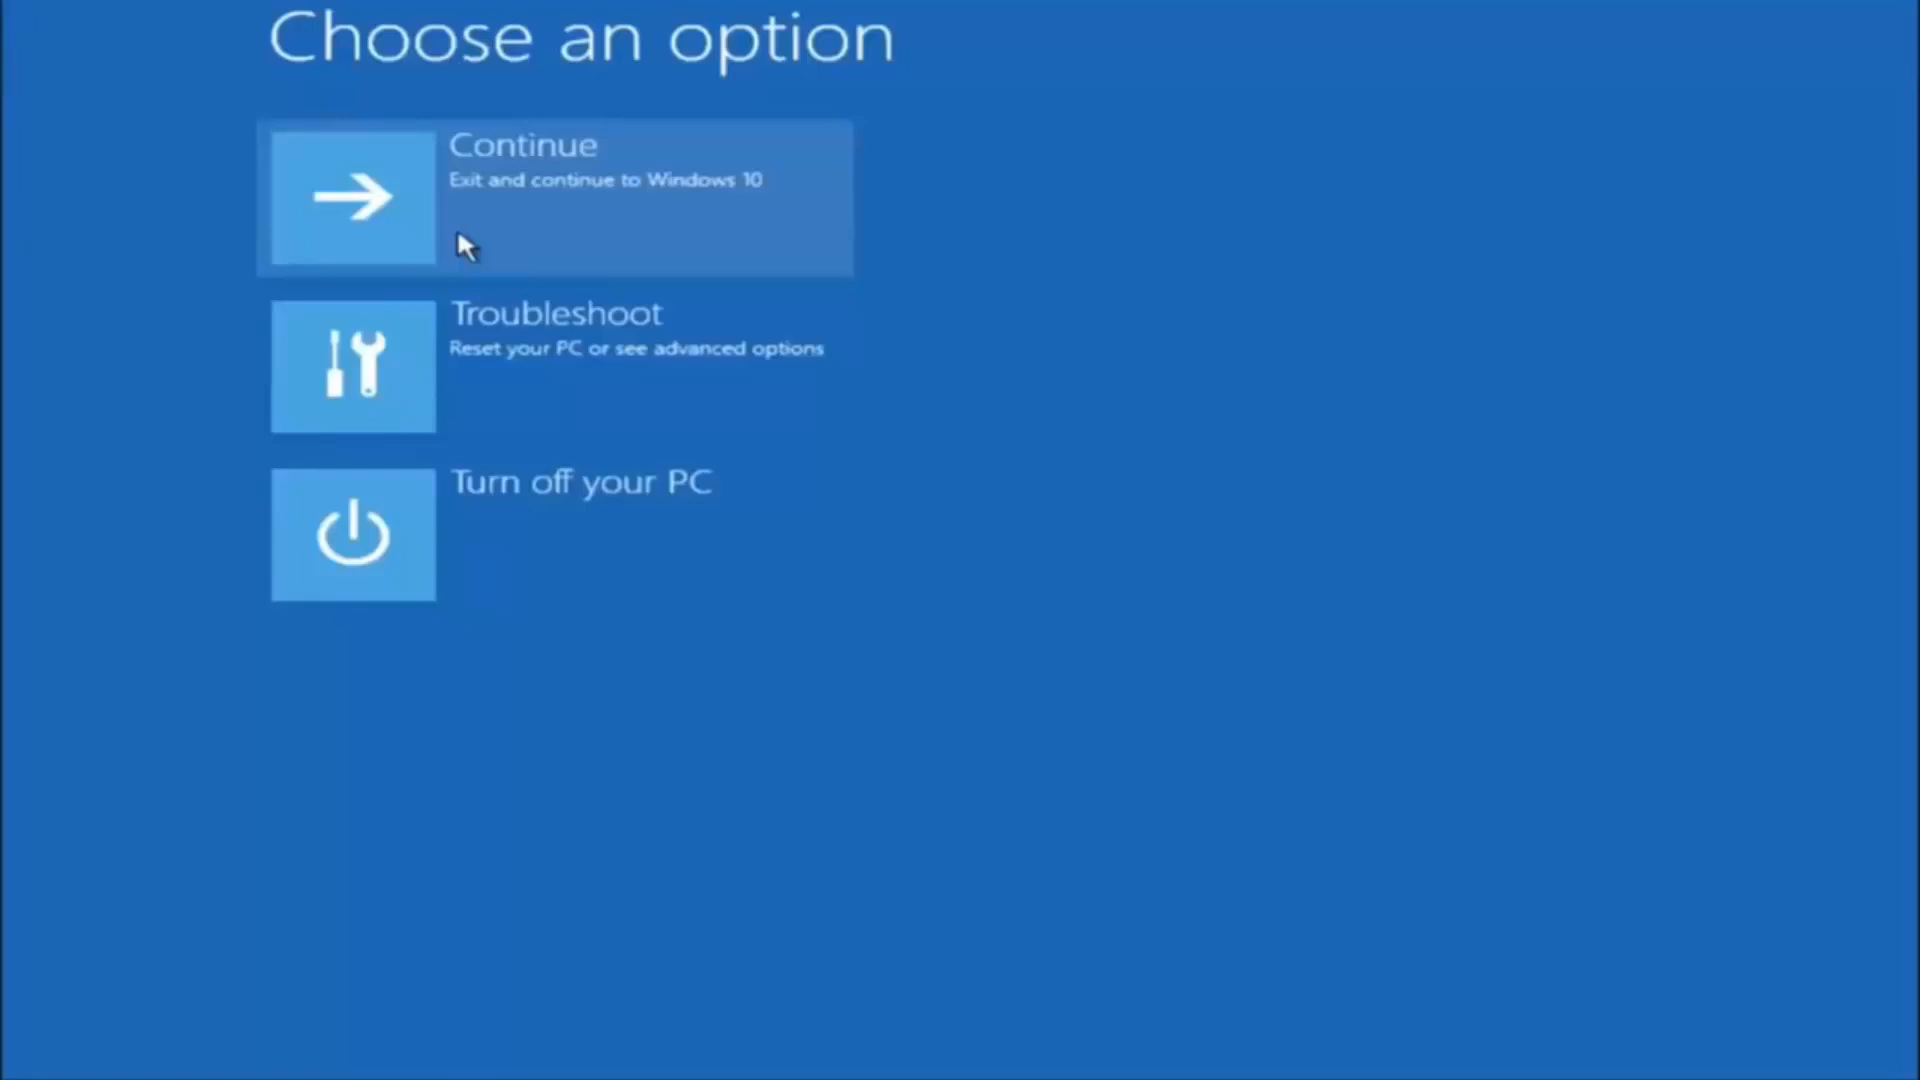 Choose an option
Continue
Exit and continue to Windows 10
Troubleshoot
Reset your PC or see advanced options
Turn off your PC